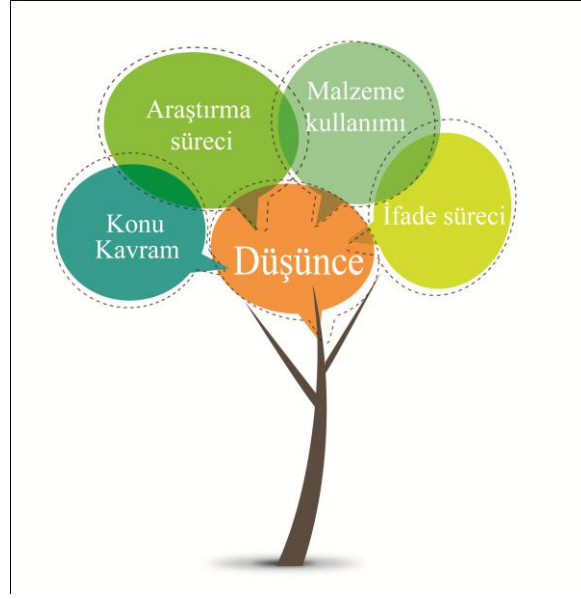 Araştırma
süreci
Malzeme
kullanımı
Konu
Kavram
Düşünce
İfade süreci